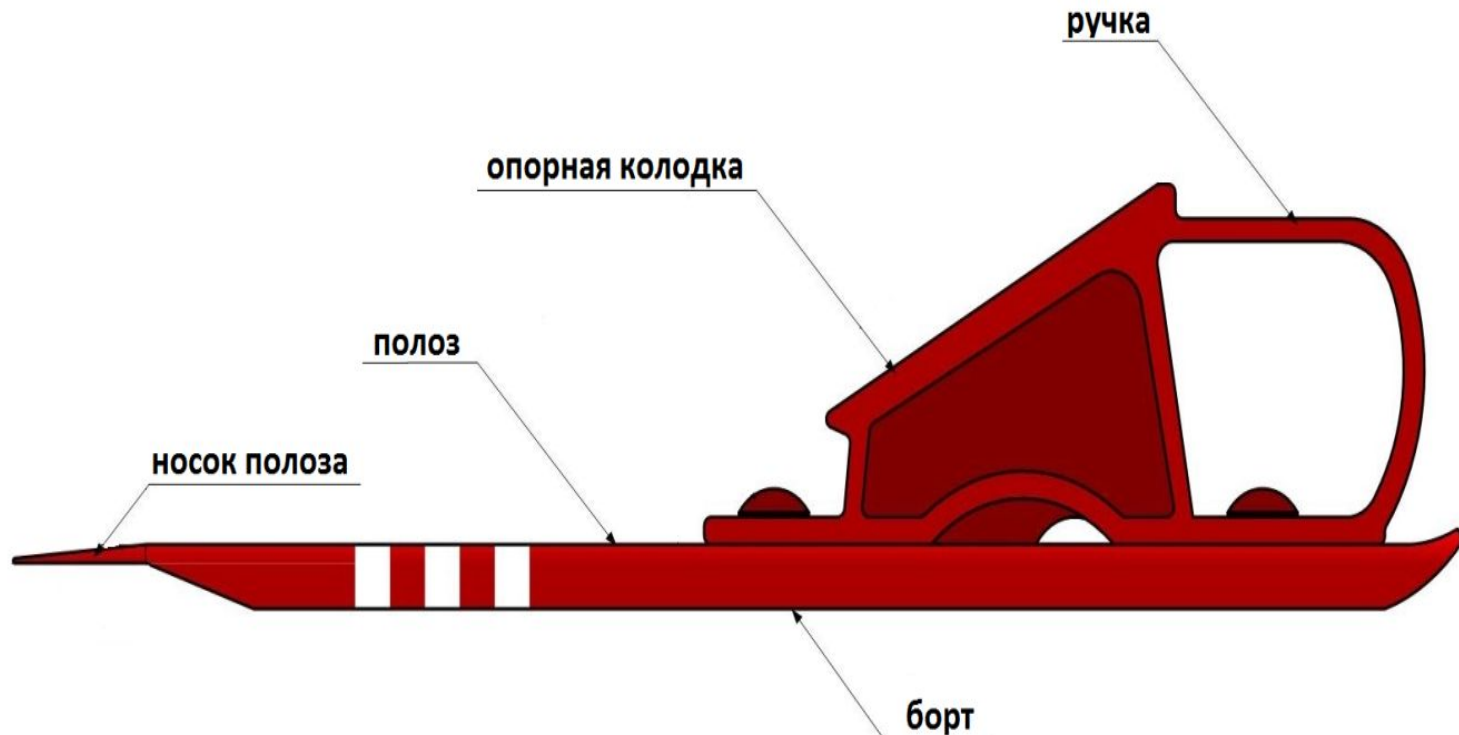 ручка
опорная колодка
полоз
носок полоза
борт